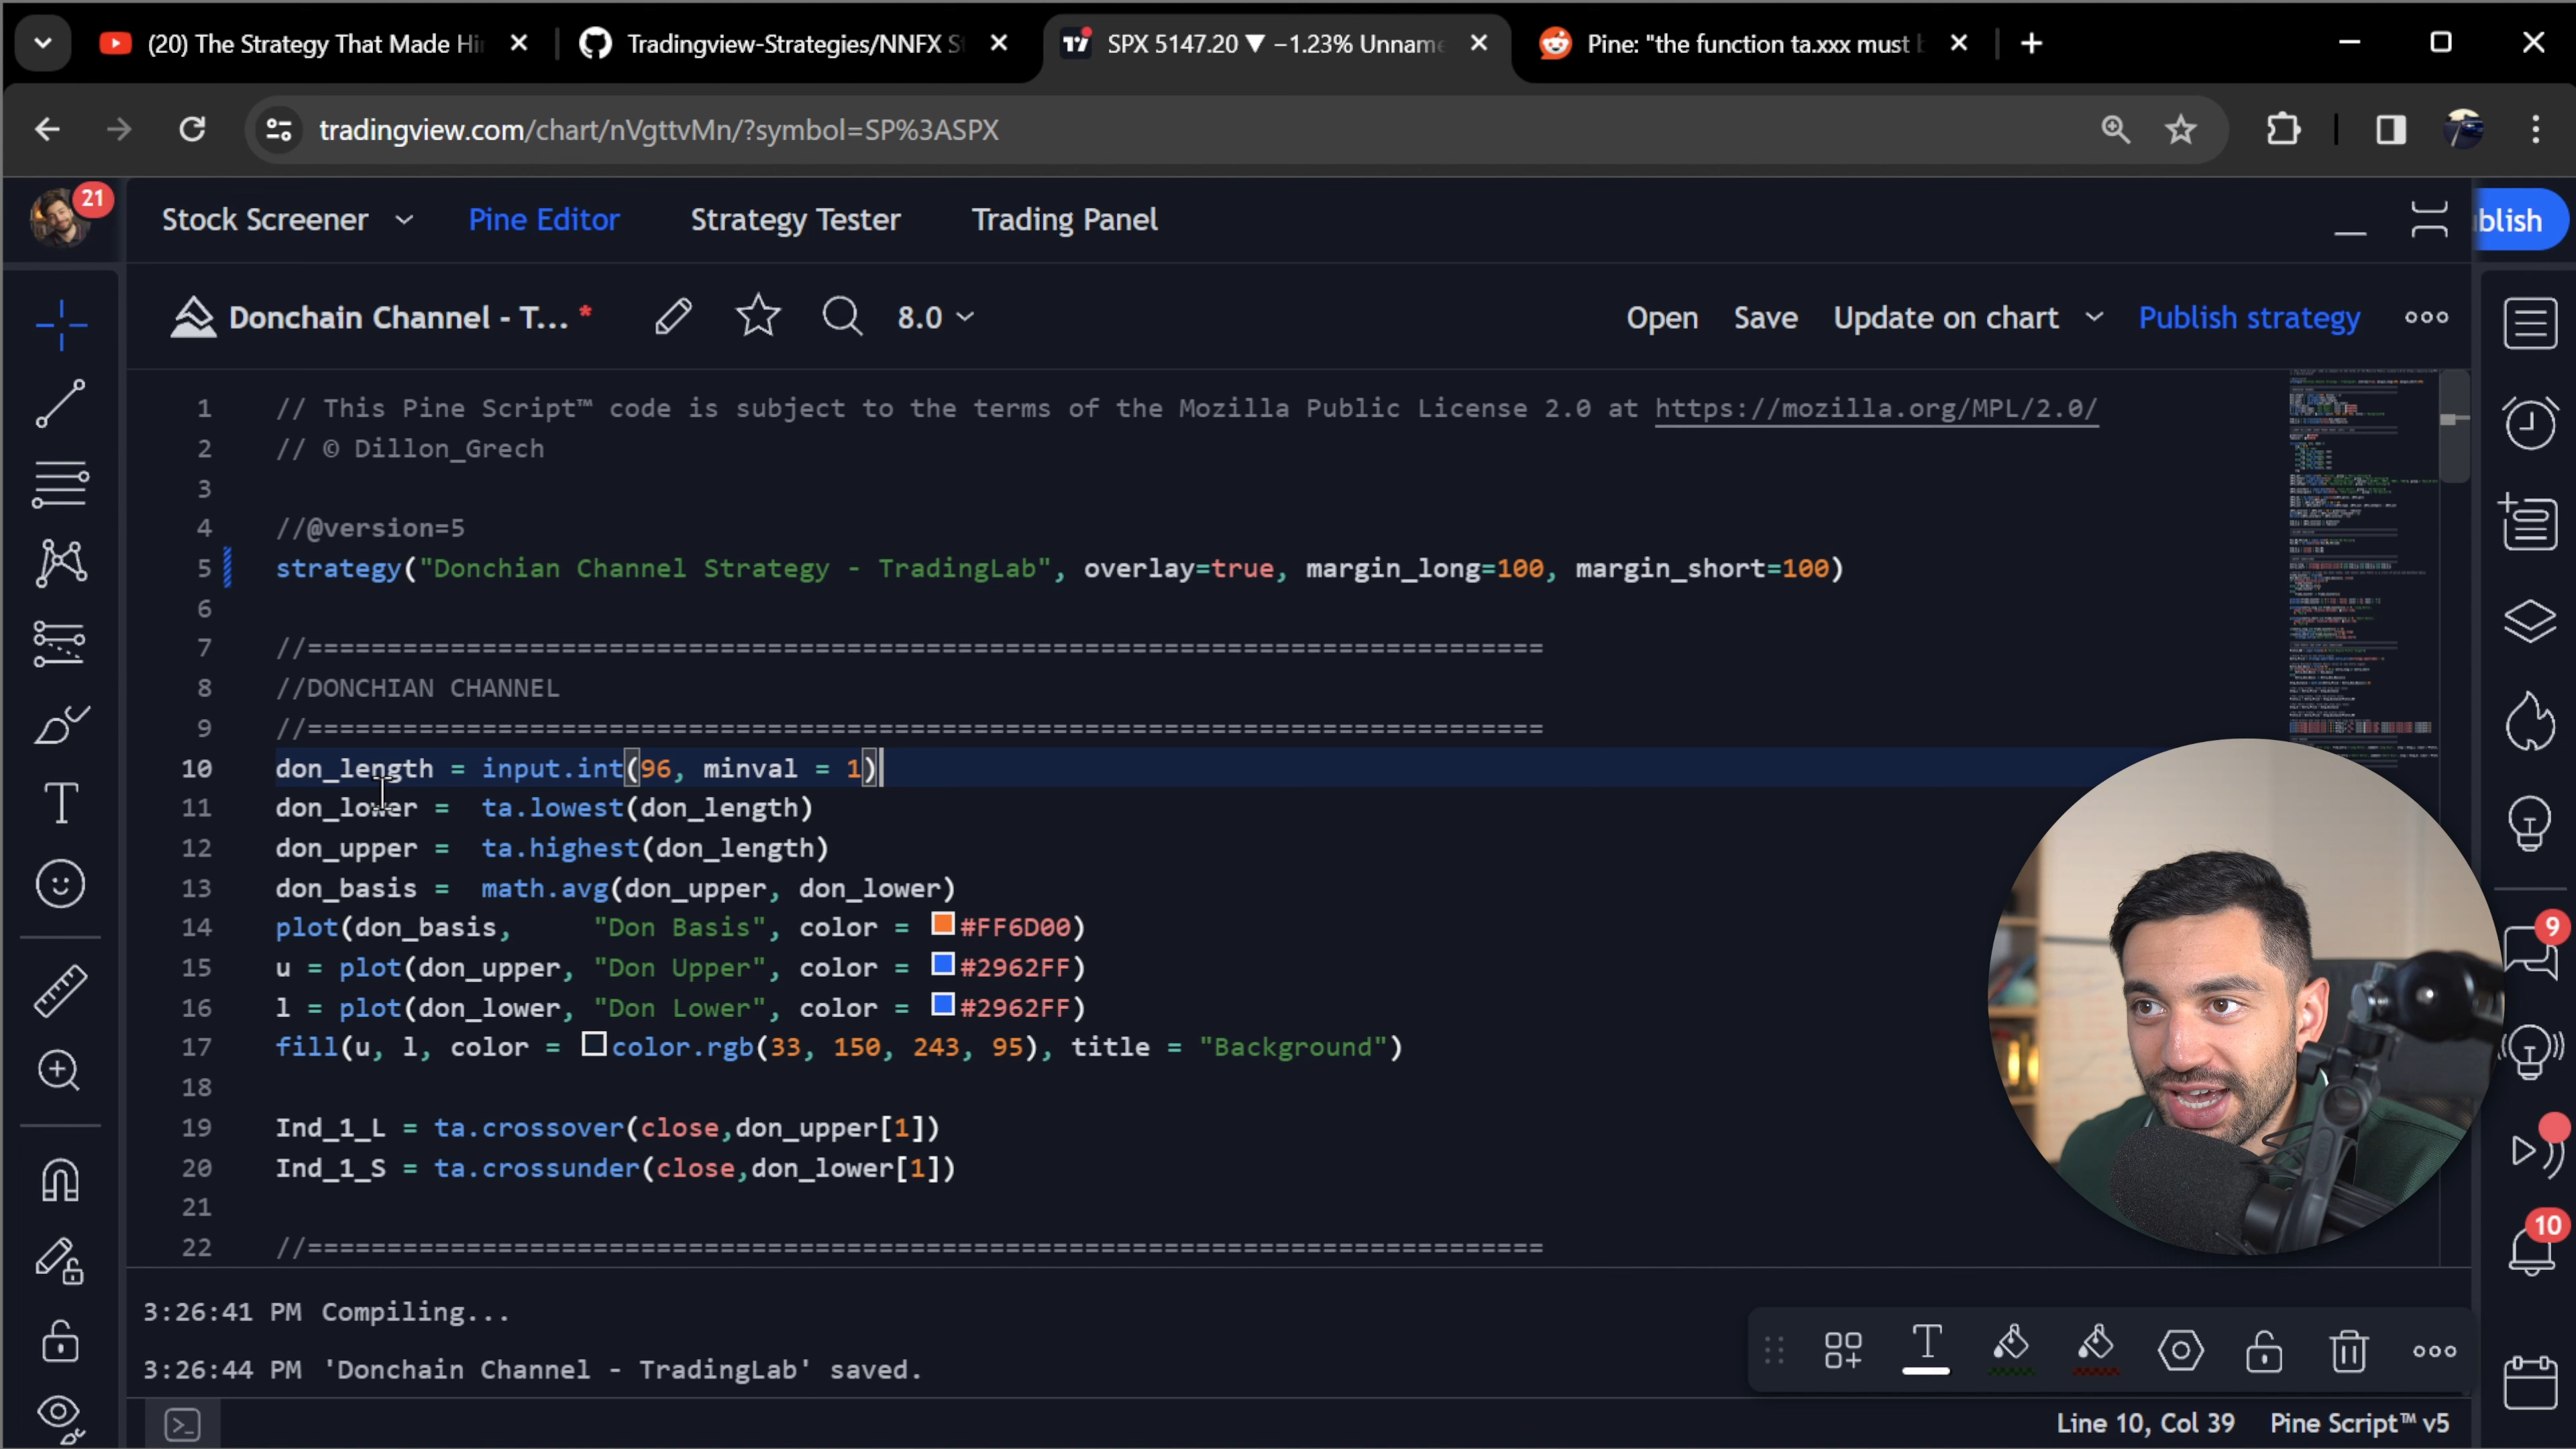 (20) The Strategy That Made Hi
Tradingview-Strategies/NNFX S
SPX 5147.20 ▼ −1.23% Unname
Pine: "the function ta.xxx must b
tradingview.com/chart/nVgttvMn/?symbol=SP%3ASPX
21
Stock Screener
Pine Editor
Strategy Tester
Trading Panel
blish
Donchain Channel - T... *
8.0
Open
Save
Update on chart
Publish strategy
1 // This Pine Script™ code is subject to the terms of the Mozilla Public License 2.0 at https://mozilla.org/MPL/2.0/
2 // © Dillon_Grech
3
4 //@version=5
5 strategy("Donchian Channel Strategy - TradingLab", overlay=true, margin_long=100, margin_short=100)
6
7 //==============================================================================
8 //DONCHIAN CHANNEL
9 //==============================================================================
10 don_length = input.int(96, minval = 1)
11 don_lower =  ta.lowest(don_length)
12 don_upper =  ta.highest(don_length)
13 don_basis =  math.avg(don_upper, don_lower)
14 plot(don_basis,     "Don Basis", color = #FF6D00)
15 u = plot(don_upper, "Don Upper", color = #2962FF)
16 l = plot(don_lower, "Don Lower", color = #2962FF)
17 fill(u, l, color = color.rgb(33, 150, 243, 95), title = "Background")
18
19 Ind_1_L = ta.crossover(close,don_upper[1])
20 Ind_1_S = ta.crossunder(close,don_lower[1])
21
22 //==============================================================================
9
10
3:26:41 PM Compiling...
3:26:44 PM 'Donchain Channel - TradingLab' saved.
Line 10, Col 39
Pine Script™ v5